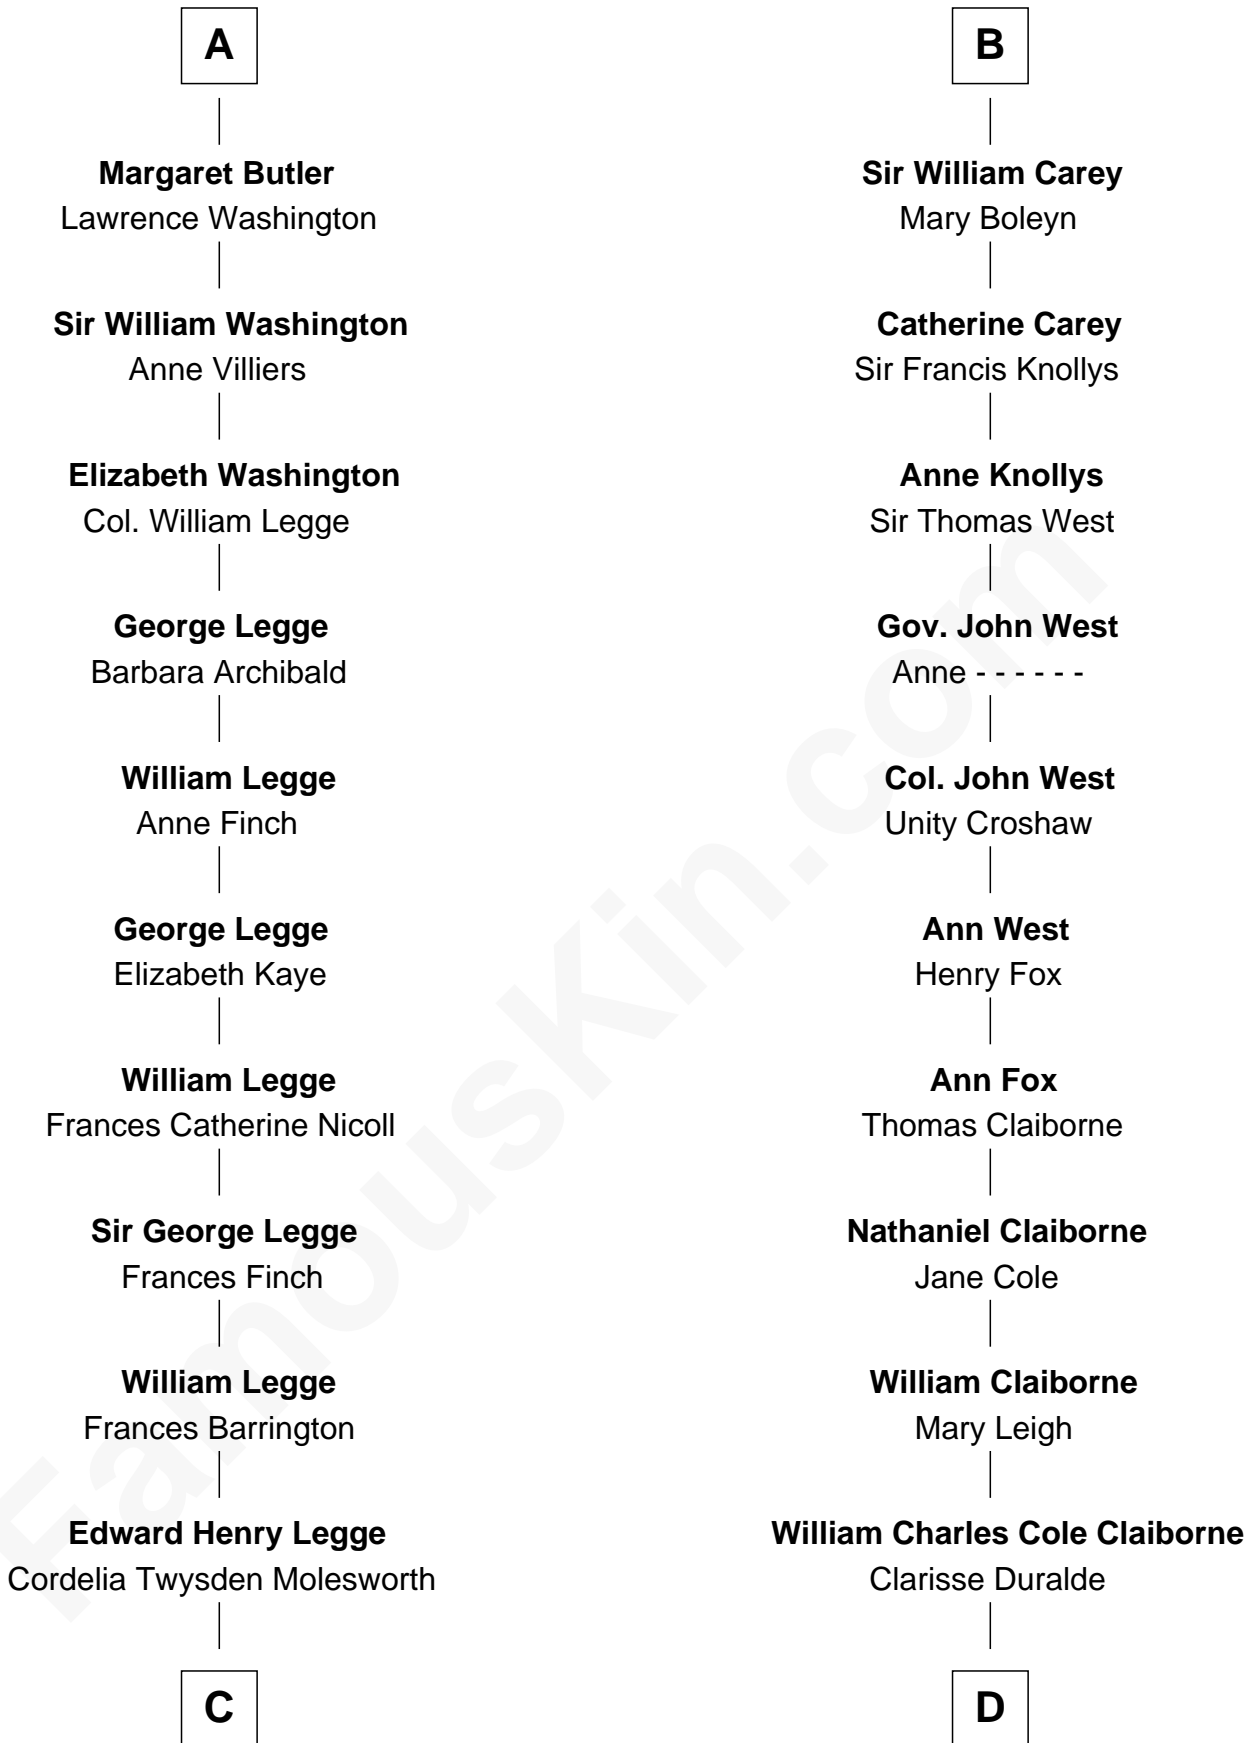 A
Margaret Butler
Lawrence Washington
Sir William Washington
Anne Villiers
Elizabeth Washington
Col. William Legge
George Legge
Barbara Archibald
William Legge
Anne Finch
George Legge
Elizabeth Kaye
William Legge
Frances Catherine Nicoll
Sir George Legge
Frances Finch
William Legge
Frances Barrington
Edward Henry Legge
Cordelia Twysden Molesworth
C
B
Sir William Carey
Mary Boleyn
Catherine Carey
Sir Francis Knollys
Anne Knollys
Sir Thomas West
Gov. John West
Anne - - - - - -
Col. John West
Unity Croshaw
Ann West
Henry Fox
Ann Fox
Thomas Claiborne
Nathaniel Claiborne
Jane Cole
William Claiborne
Mary Leigh
William Charles Cole Claiborne
Clarisse Duralde
D
FamousKin.com